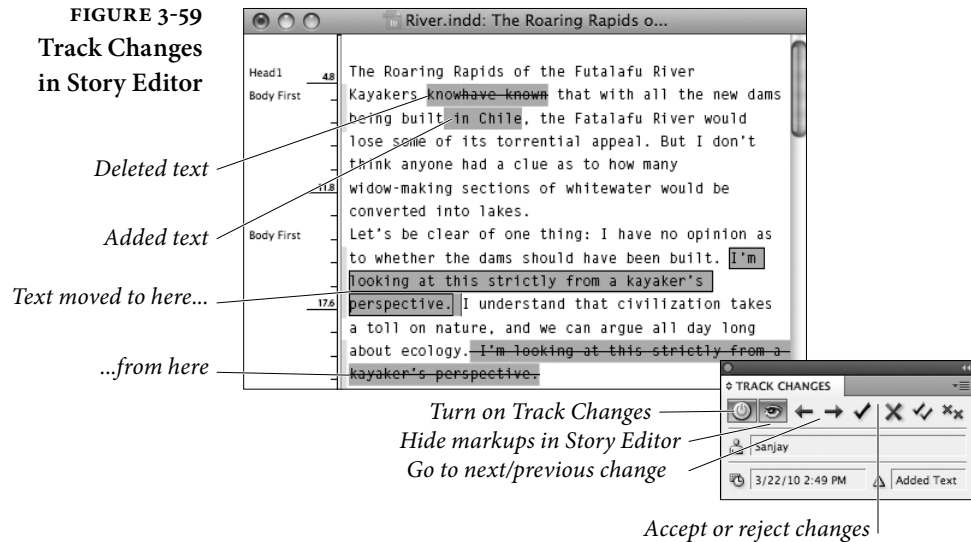 FIGURE 3-59
Track Changes
in Story Editor
River.indd: The Roaring Rapids o...
Head1
4.8
The Roaring Rapids of the Futalafu River
Body First
Kayakers knowhave known that with all the new dams
being built in Chile, the Fatalafu River would
lose some of its torrential appeal. But I don't
think anyone had a clue as to how many
11.8
widow-making sections of whitewater would be
converted into lakes.
Body First
Let's be clear of one thing: I have no opinion as
to whether the dams should have been built. I'm
looking at this strictly from a kayaker's
17.6
perspective. I understand that civilization takes
a toll on nature, and we can argue all day long
about ecology. I'm looking at this strictly from a
kayaker's perspective.
Deleted text
Added text
Text moved to here...
...from here
TRACK CHANGES
Sanjay
3/22/10 2:49 PM
Added Text
Turn on Track Changes
Hide markups in Story Editor
Go to next/previous change
Accept or reject changes